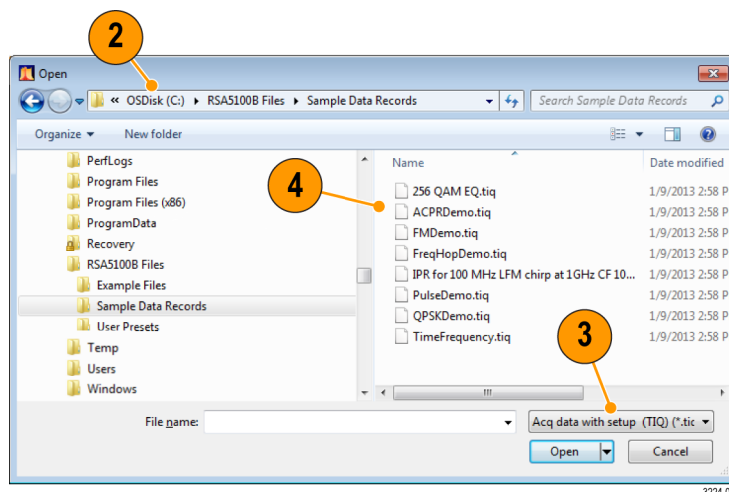 2
Open
« OSDisk (C:) ▸ RSA5100B Files ▸ Sample Data Records
Search Sample Data Records
Organize ▼ New folder
PerfLogs
Program Files
Program Files (x86)
ProgramData
Recovery
RSA5100B Files
Example Files
Sample Data Records
User Presets
Temp
Users
Windows
4
Name Date modified
256 QAM EQ.tiq 1/9/2013 2:58 P
ACPRDemo.tiq 1/9/2013 2:58 P
FMDemo.tiq 1/9/2013 2:58 P
FreqHopDemo.tiq 1/9/2013 2:58 P
IPR for 100 MHz LFM chirp at 1GHz CF 10... 1/9/2013 2:58 P
PulseDemo.tiq 1/9/2013 2:58 P
QPSKDemo.tiq 1/9/2013 2:58 P
TimeFrequency.tiq 1/9/2013 2:58 P
3
File name:
Acq data with setup (TIQ) (*.tic
Open
Cancel